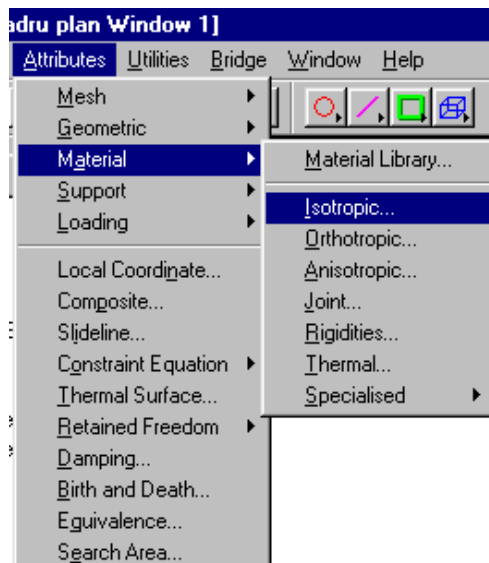 adru plan Window 1]
Attributes Utilities Bridge Window Help
Mesh
Geometric
Material
Support
Loading
Local Coordinate...
Composite...
Slideline...
Constraint Equation
Thermal Surface...
Retained Freedom
Damping...
Birth and Death...
Equivalence...
Search Area...
Material Library...
Isotropic...
Orthotropic...
Anisotropic...
Joint...
Rigidities...
Thermal...
Specialised